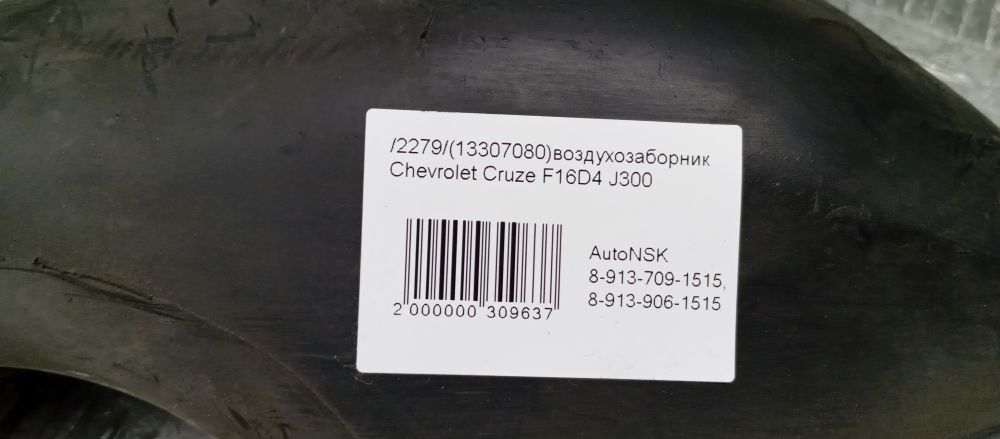 /2279/(13307080)воздухозаборник
Chevrolet Cruze F16D4 J300
AutoNSK
8-913-709-1515,
8-913-906-1515
2 000000 309637